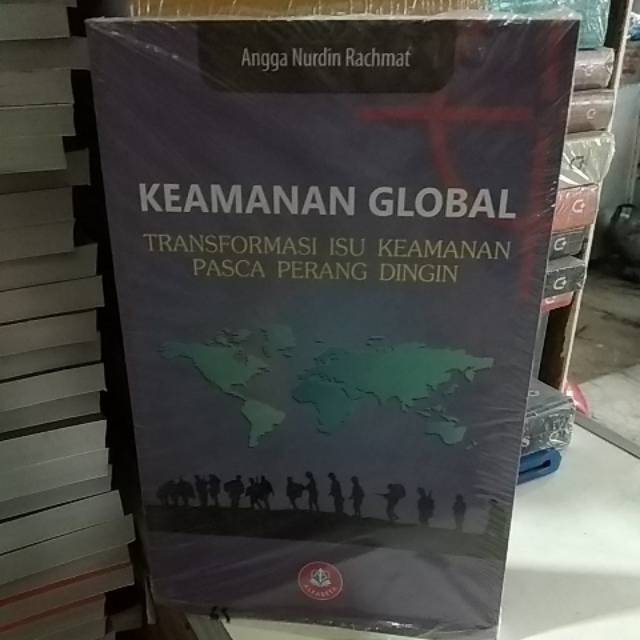 Angga Nurdin Rachmat
KEAMANAN GLOBAL
TRANSFORMASI ISU KEAMANAN
PASCA PERANG DINGIN